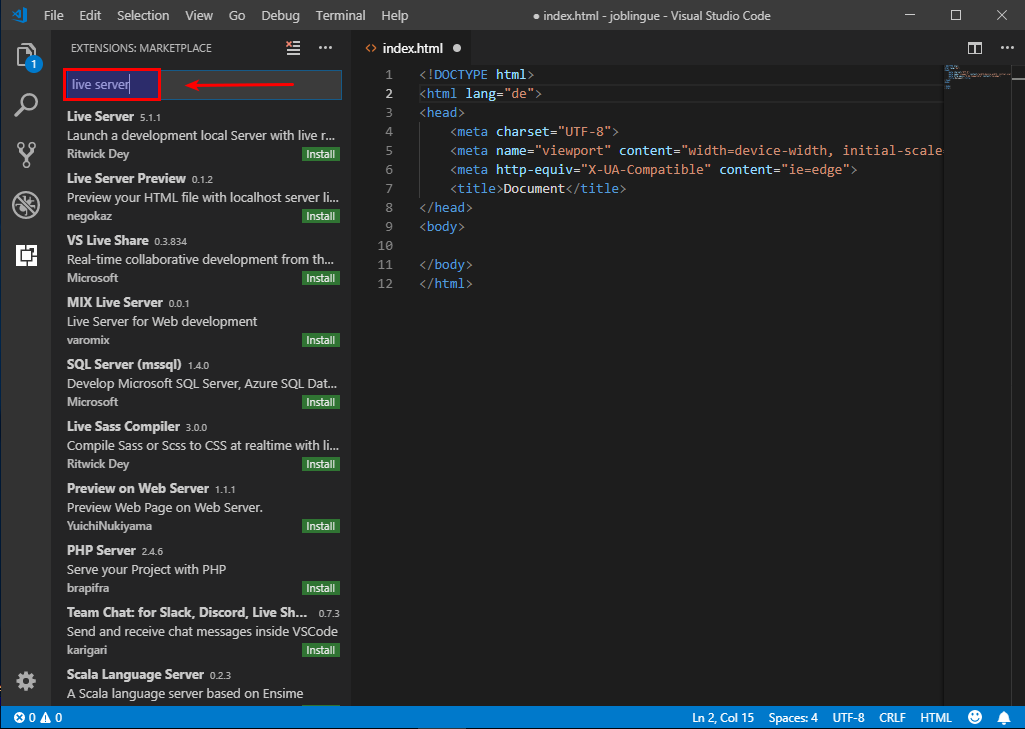 File Edit Selection View Go Debug Terminal Help
● index.html - joblingue - Visual Studio Code
EXTENSIONS: MARKETPLACE
1
live server
Live Server 5.1.1
Launch a development local Server with live r...
Ritwick Dey Install
Live Server Preview 0.1.2
Preview your HTML file with localhost server li...
negokaz Install
VS Live Share 0.3.834
Real-time collaborative development from th...
Microsoft Install
MIX Live Server 0.0.1
Live Server for Web development
varomix Install
SQL Server (mssql) 1.4.0
Develop Microsoft SQL Server, Azure SQL Dat...
Microsoft Install
Live Sass Compiler 3.0.0
Compile Sass or Scss to CSS at realtime with li...
Ritwick Dey Install
Preview on Web Server 1.1.1
Preview Web Page on Web Server.
YuichiNukiyama Install
PHP Server 2.4.6
Serve your Project with PHP
brapifra Install
Team Chat: for Slack, Discord, Live Sh... 0.7.3
Send and receive chat messages inside VSCode
karigari Install
Scala Language Server 0.2.3
A Scala language server based on Ensime
<> index.html ●
1 <!DOCTYPE html>
2 <html lang="de">
3 <head>
4 <meta charset="UTF-8">
5 <meta name="viewport" content="width=device-width, initial-scale=
6 <meta http-equiv="X-UA-Compatible" content="ie=edge">
7 <title>Document</title>
8 </head>
9 <body>
10
11 </body>
12 </html>
0 0
Ln 2, Col 15 Spaces: 4 UTF-8 CRLF HTML